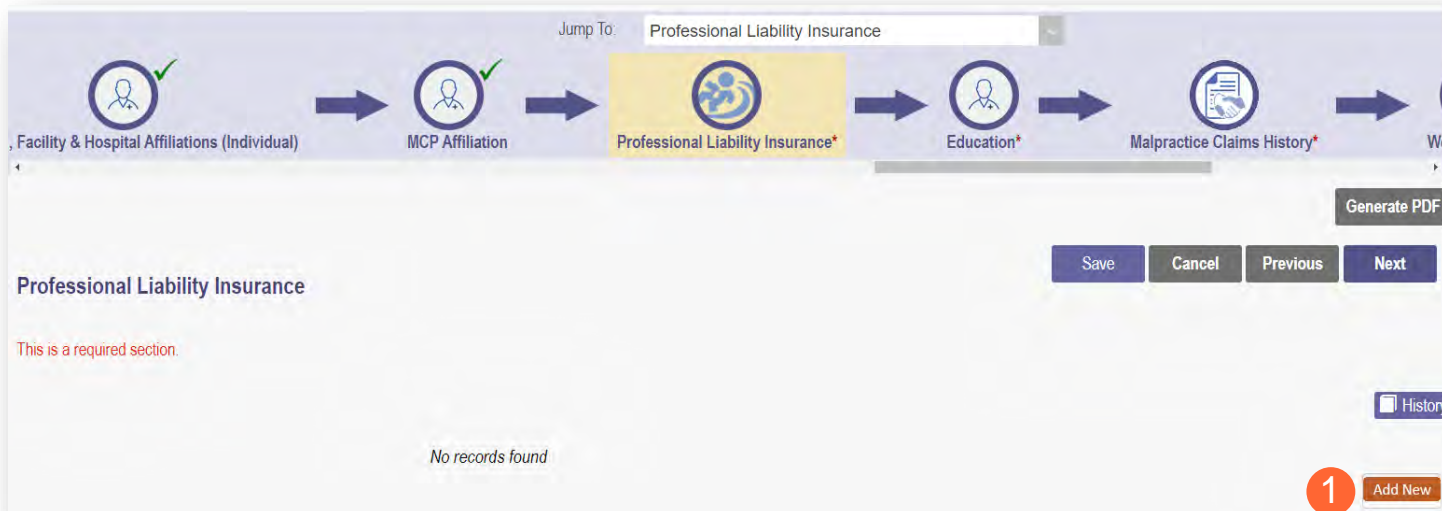 Jump To: Professional Liability Insurance
, Facility & Hospital Affiliations (Individual) MCP Affiliation Professional Liability Insurance* Education* Malpractice Claims History*
Generate PDF
Save Cancel Previous Next
Professional Liability Insurance
This is a required section.
History
No records found
1 Add New